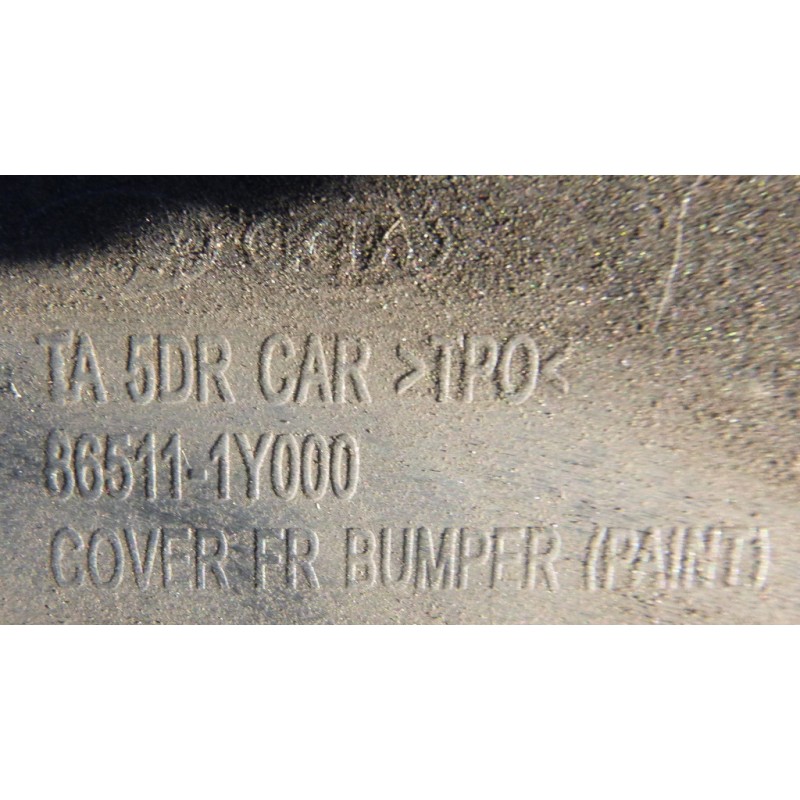 TA 5DR CAR >TPO<
86511-1Y000
COVER FR BUMPER (PAINT)